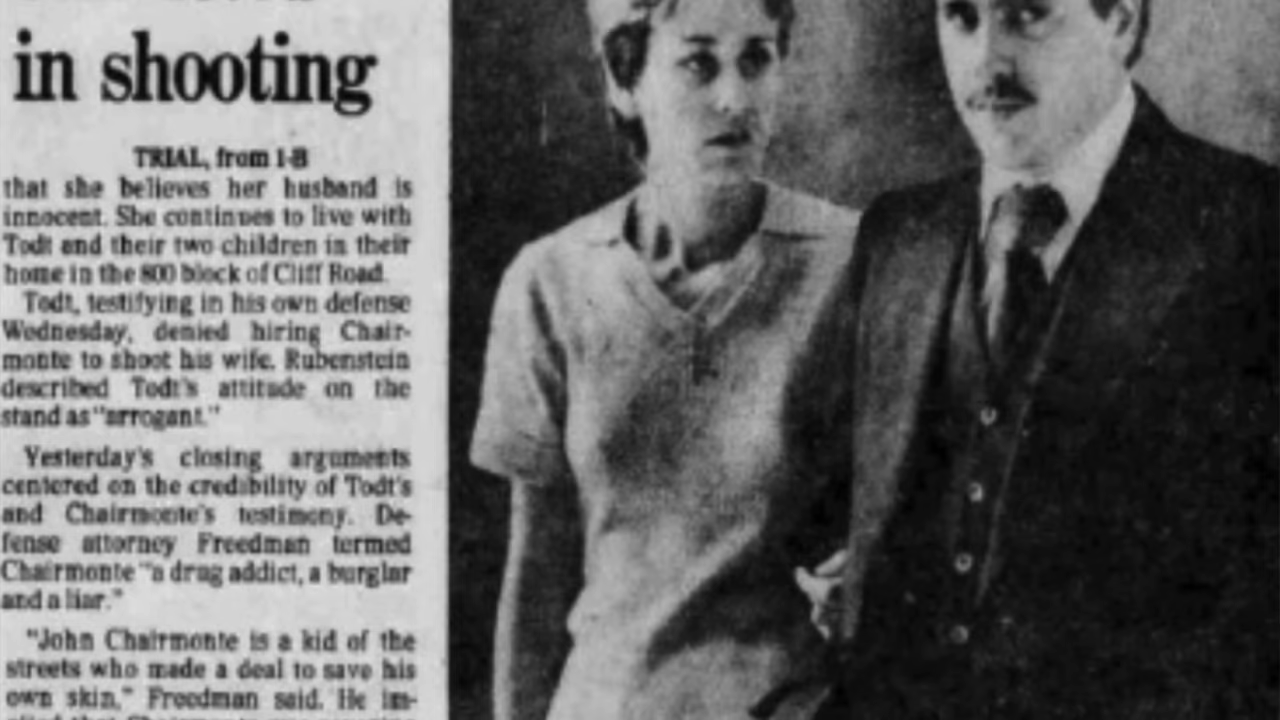 in shooting
TRIAL, from 1-B
that she believes her husband is
innocent. She continues to live with
Todt and their two children in their
home in the 800 block of Cliff Road.
Todt, testifying in his own defense
Wednesday, denied hiring Chair-
monte to shoot his wife. Rubenstein
described Todt's attitude on the
stand as "arrogant."
Yesterday's closing arguments
centered on the credibility of Todt's
and Chairmonte's testimony. De-
fense attorney Freedman termed
Chairmonte "a drug addict, a burglar
and a liar."
"John Chairmonte is a kid of the
streets who made a deal to save his
own skin," Freedman said. He im-